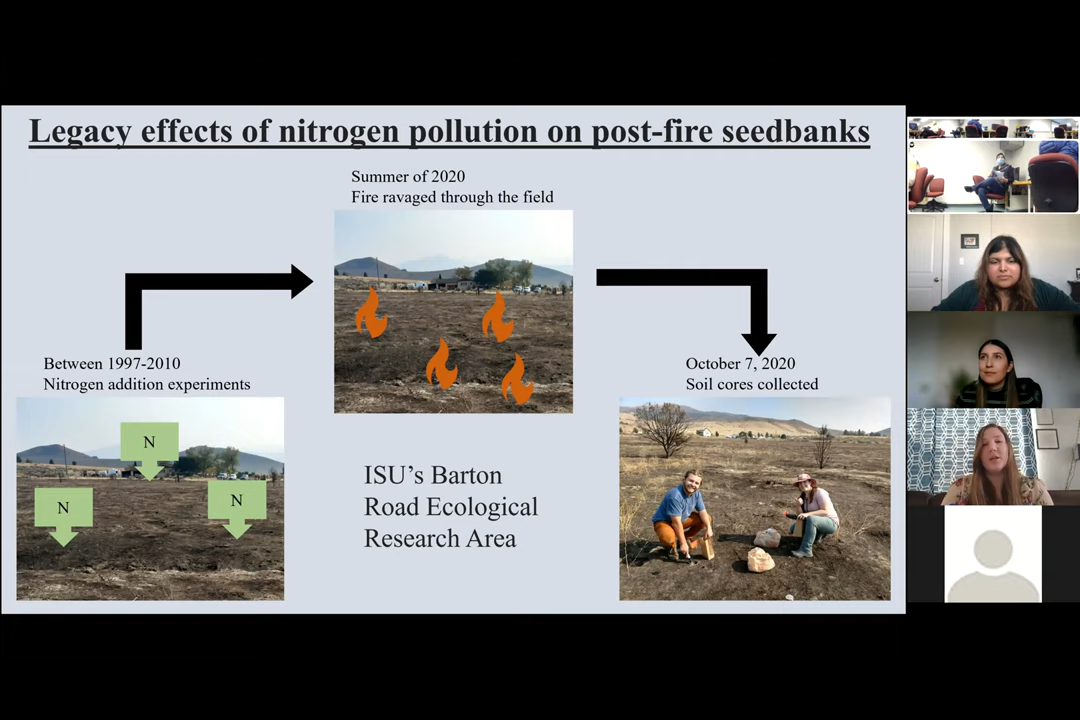 Legacy effects of nitrogen pollution on post-fire seedbanks
Summer of 2020
Fire ravaged through the field
Between 1997-2010
Nitrogen addition experiments
N
N
N
ISU’s Barton
Road Ecological
Research Area
October 7, 2020
Soil cores collected